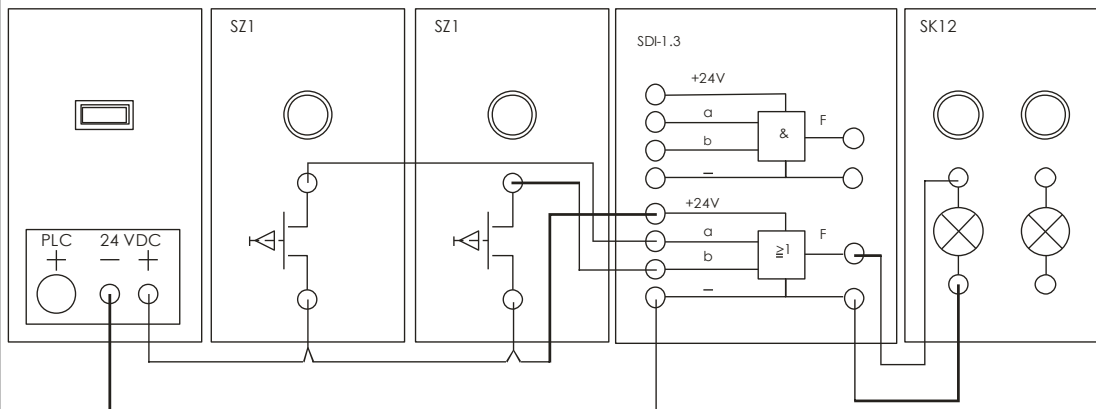 SZ1
SZ1
SDI-1.3
SK12
+24V
a
b
F
&
—
+24V
a
b
F
≧1
—
PLC 24 VDC
+ — +